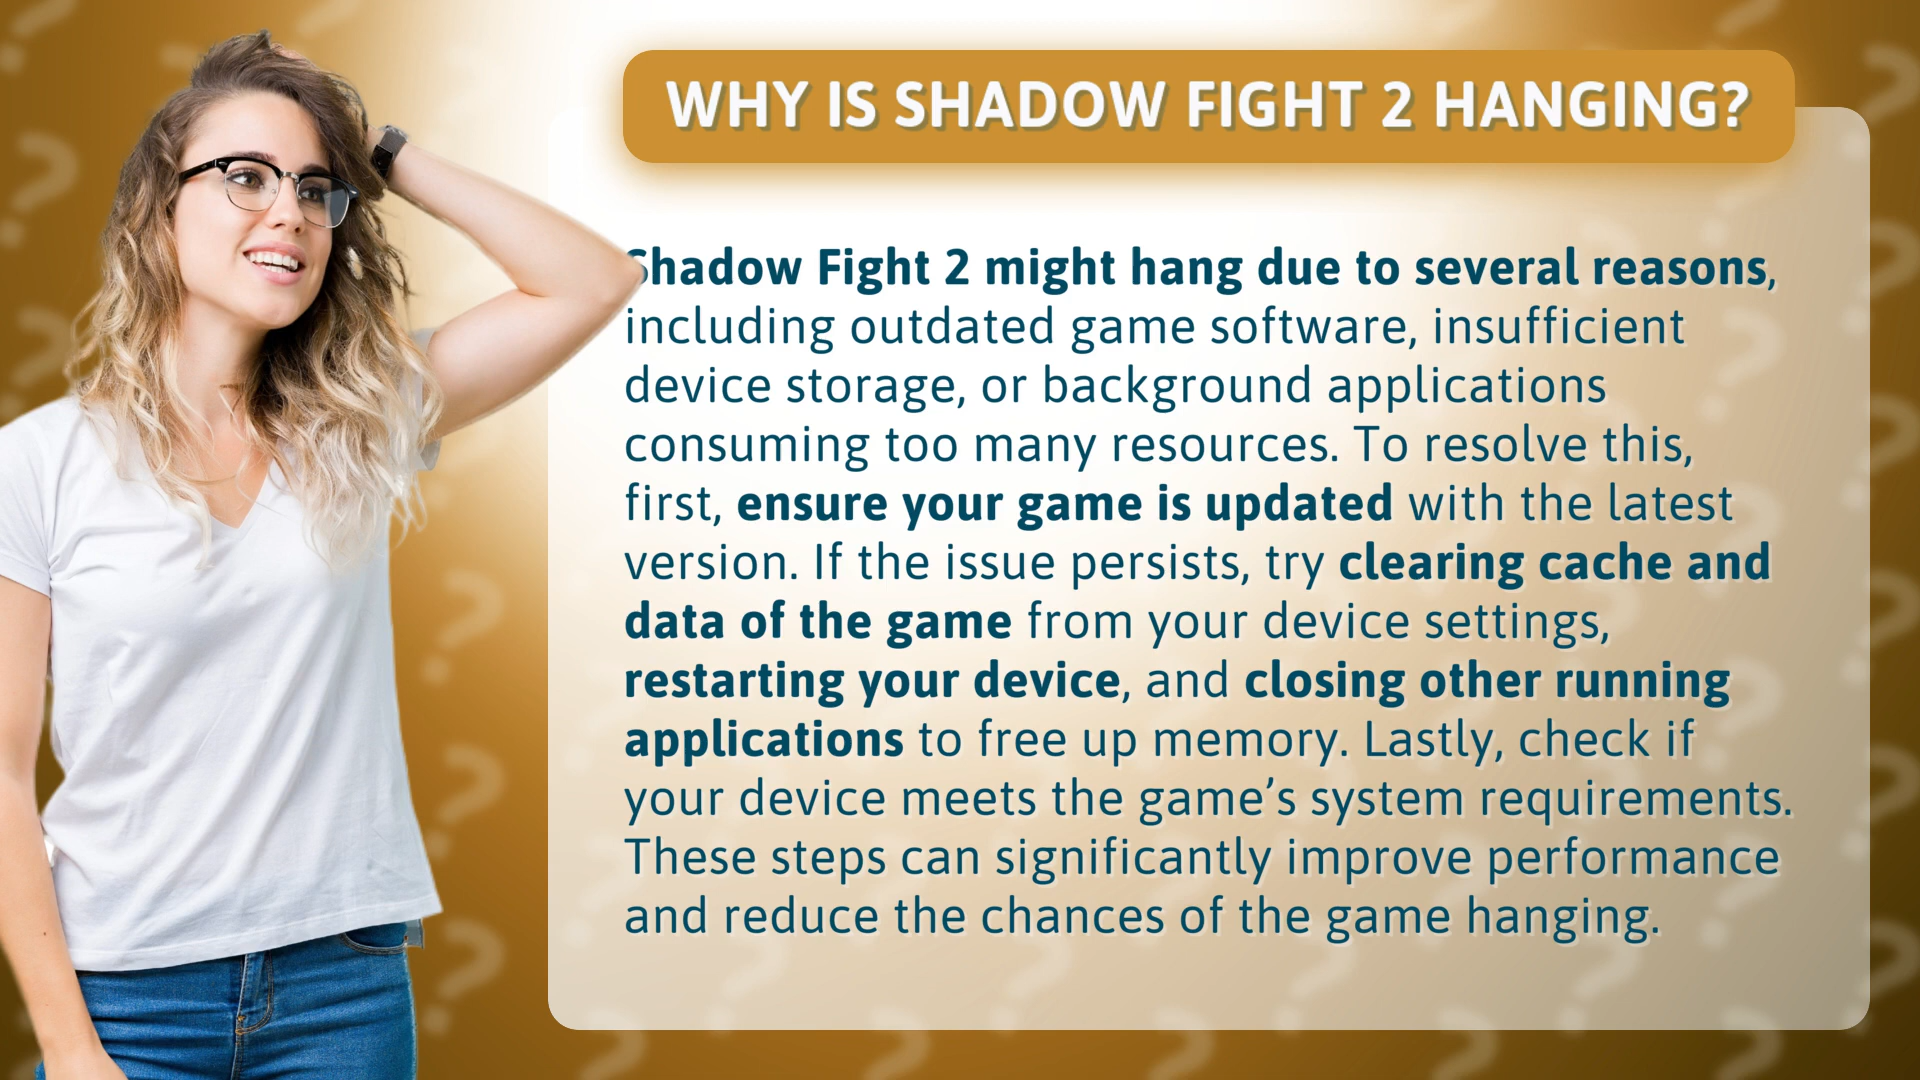 WHY IS SHADOW FIGHT 2 HANGING?
Shadow Fight 2 might hang due to several reasons,
including outdated game software, insufficient
device storage, or background applications
consuming too many resources. To resolve this,
first, ensure your game is updated with the latest
version. If the issue persists, try clearing cache and
data of the game from your device settings,
restarting your device, and closing other running
applications to free up memory. Lastly, check if
your device meets the game’s system requirements.
These steps can significantly improve performance
and reduce the chances of the game hanging.